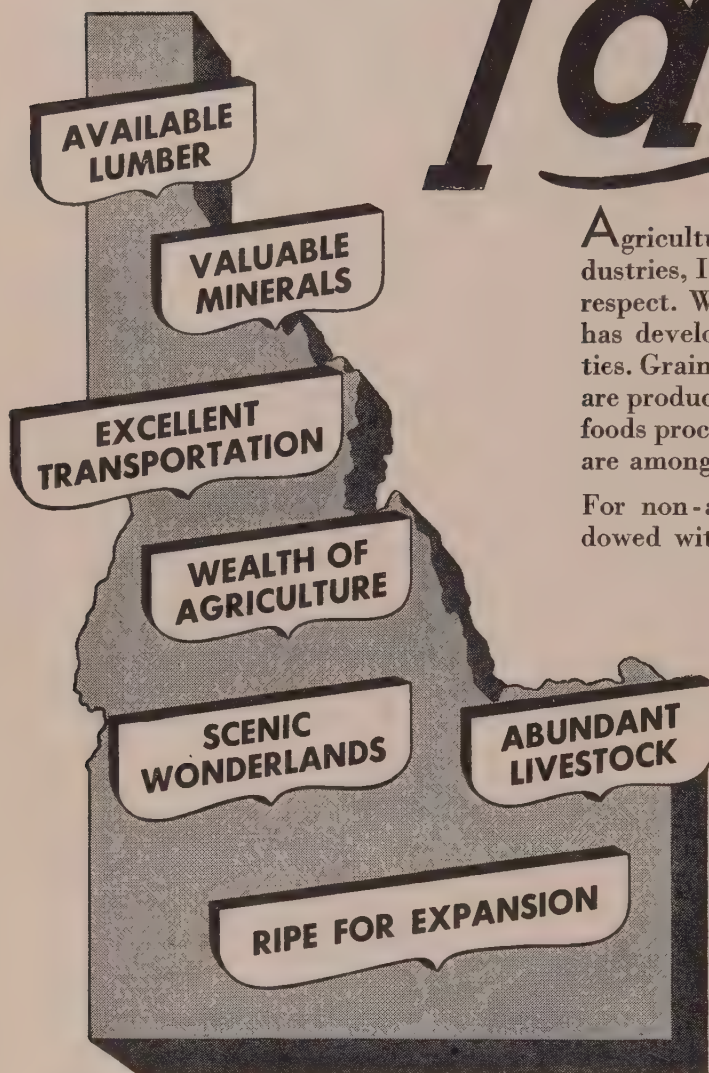 Id
AVAILABLE
LUMBER
VALUABLE
MINERALS
EXCELLENT
TRANSPORTATION
WEALTH OF
AGRICULTURE
SCENIC
WONDERLANDS
ABUNDANT
LIVESTOCK
RIPE FOR EXPANSION
Agricultu
dustries, I
respect. W
has develo
ties. Grain
are produc
foods proc
are among
For non-a
dowed wit